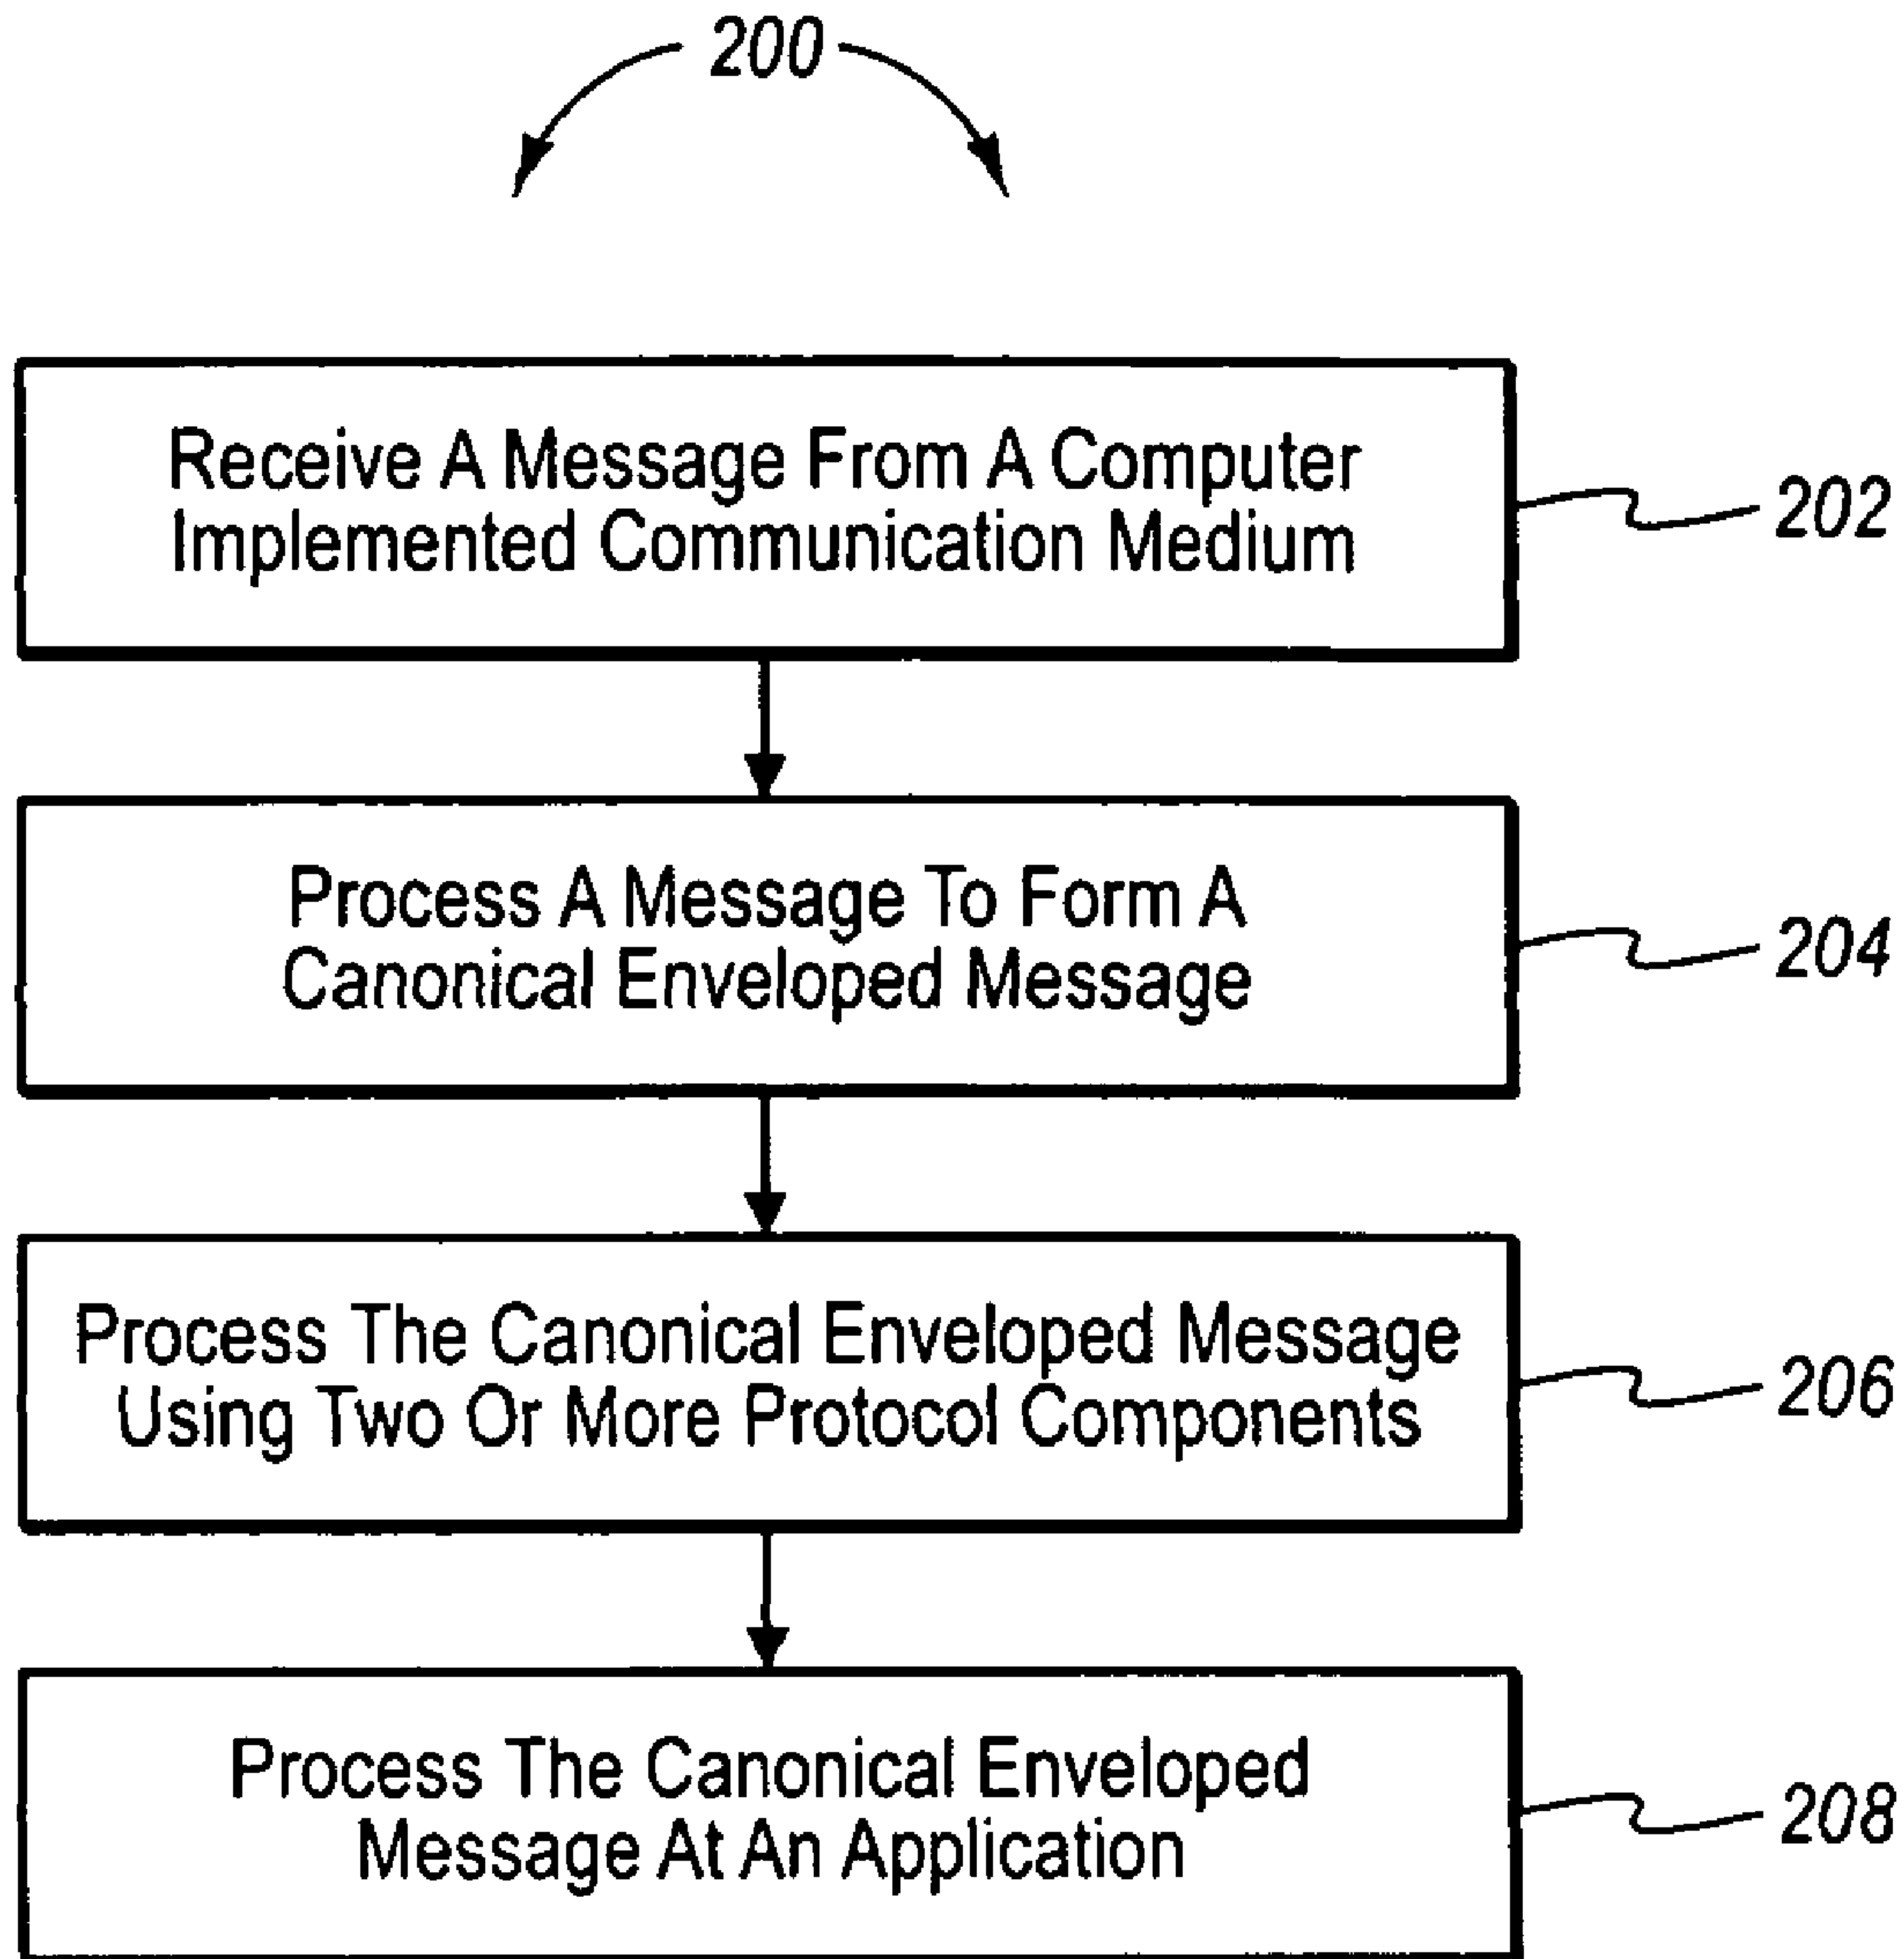 200
Receive A Message From A Computer
Implemented Communication Medium
202
Process A Message To Form A
Canonical Enveloped Message
204
Process The Canonical Enveloped Message
Using Two Or More Protocol Components
206
Process The Canonical Enveloped
Message At An Application
208